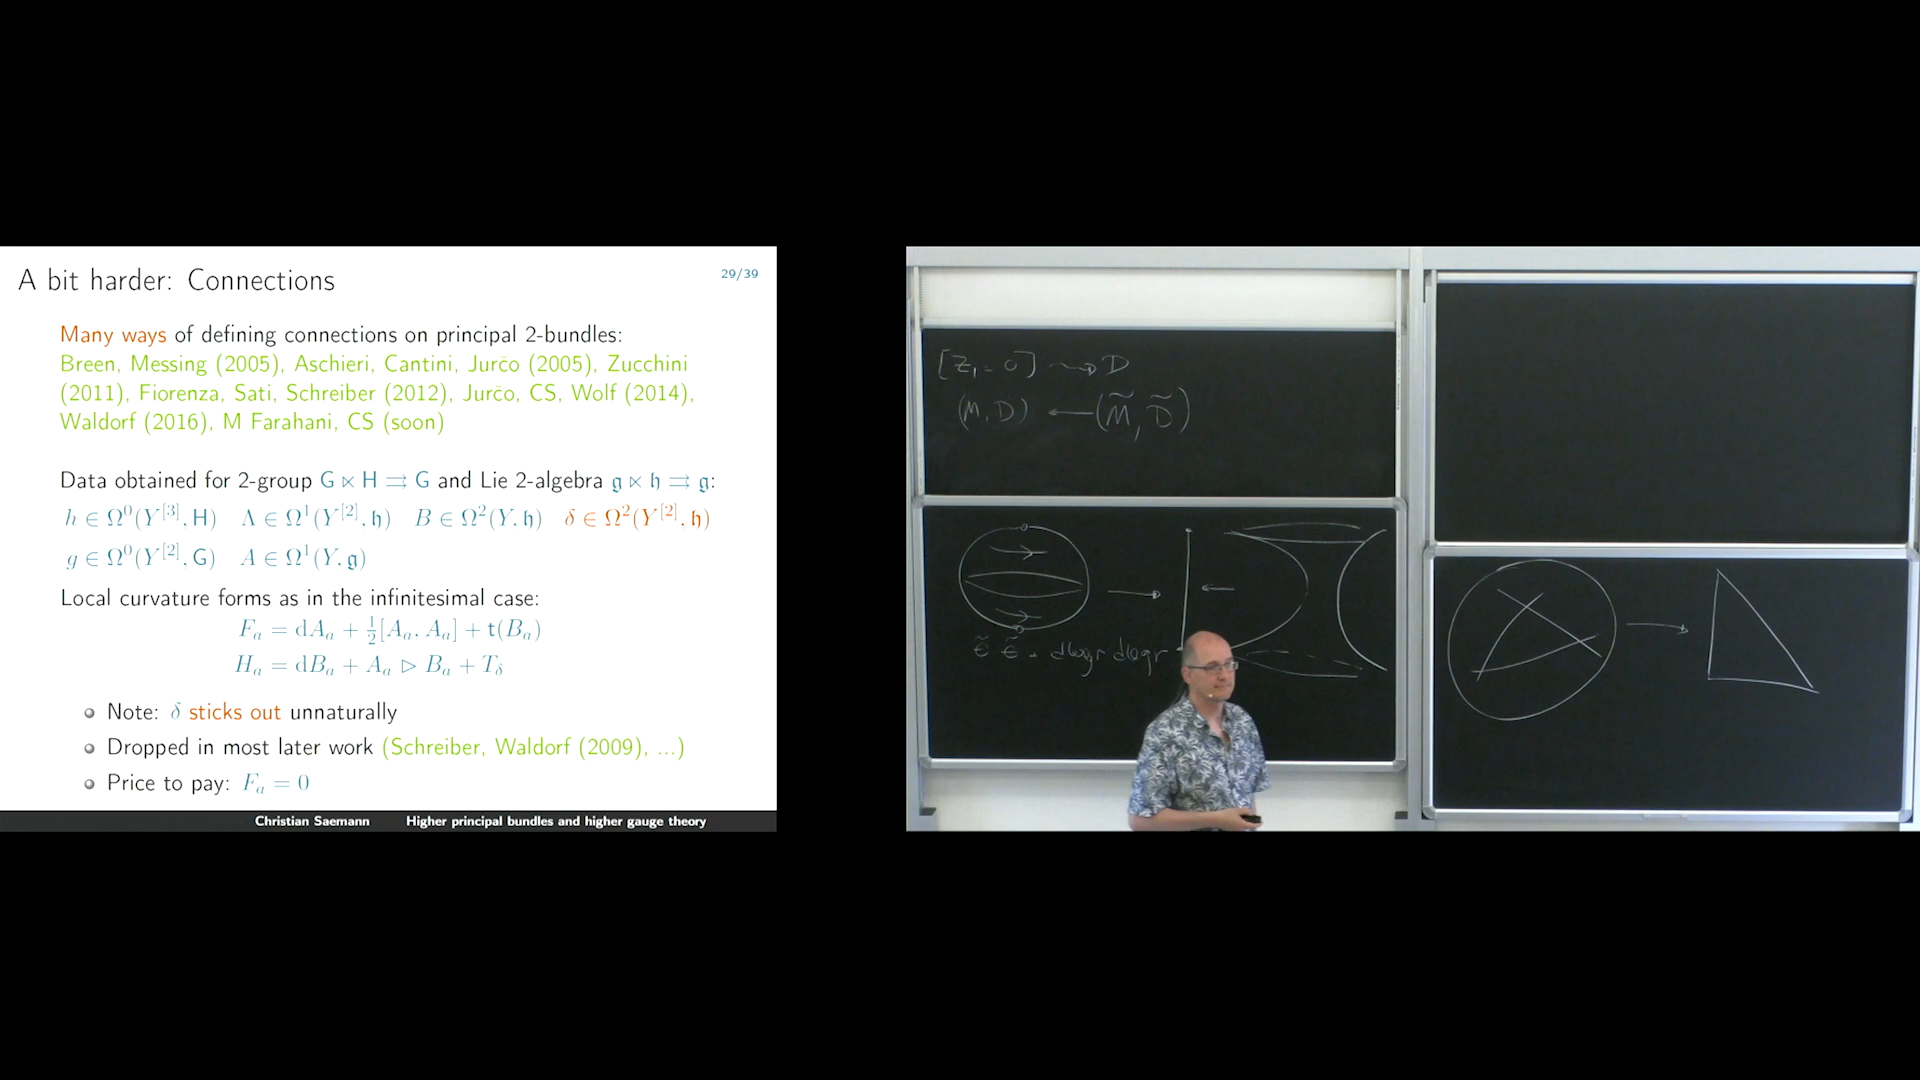 A bit harder: Connections
29/39
Many ways of defining connections on principal 2-bundles:
Breen, Messing (2005), Aschieri, Cantini, Jurčo (2005), Zucchini
(2011), Fiorenza, Sati, Schreiber (2012), Jurčo, CS, Wolf (2014),
Waldorf (2016), M Farahani, CS (soon)
Data obtained for 2-group G ⋉ H ⇉ G and Lie 2-algebra 𝔤 ⋉ 𝔥 ⇉ 𝔤:
h ∈ Ω⁰(Y^[3], H) Λ ∈ Ω¹(Y^[2], 𝔥) B ∈ Ω²(Y, 𝔥) δ ∈ Ω²(Y^[2], 𝔥)
g ∈ Ω⁰(Y^[2], G) A ∈ Ω¹(Y, 𝔤)
Local curvature forms as in the infinitesimal case:
F_a = dA_a + ½[A_a, A_a] + t(B_a)
H_a = dB_a + A_a ▷ B_a + T_δ
Note: δ sticks out unnaturally
Dropped in most later work (Schreiber, Waldorf (2009), ...)
Price to pay: F_a = 0
Christian Saemann Higher principal bundles and higher gauge theory
[Z₁ = 0] ⇝ D
(M, D) ← (M̃, D̃)